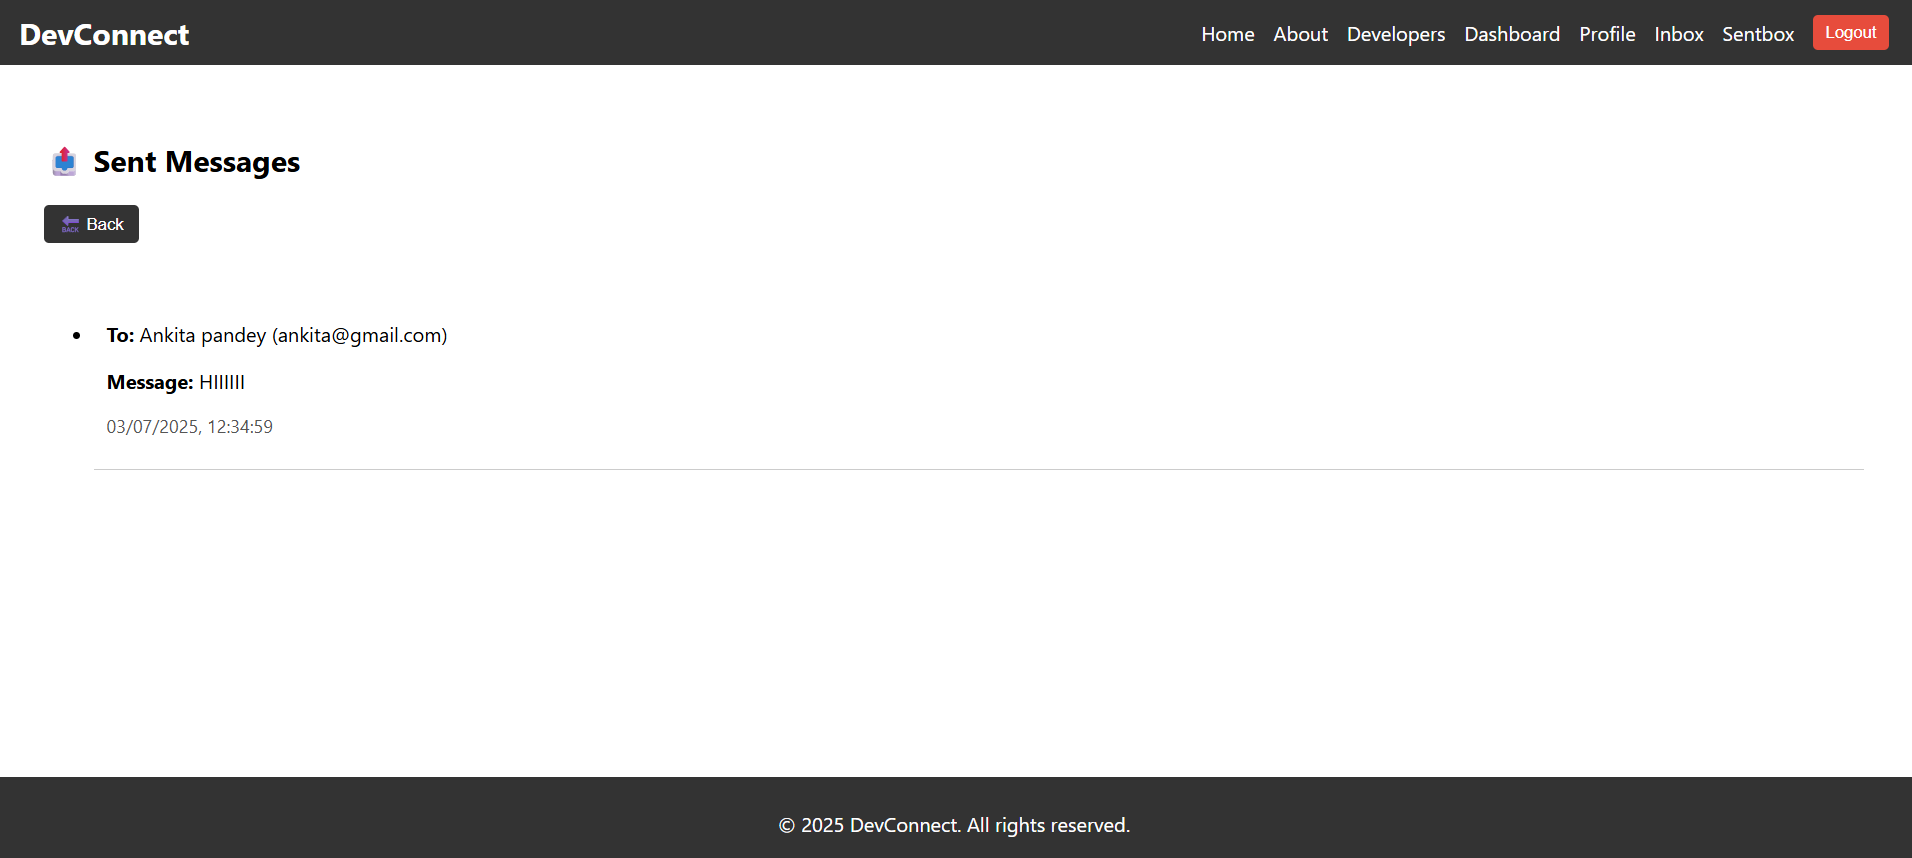 DevConnect
Home About Developers Dashboard Profile Inbox Sentbox Logout
Sent Messages
BACK Back
To: Ankita pandey (ankita@gmail.com)
Message: HIIIIII
03/07/2025, 12:34:59
© 2025 DevConnect. All rights reserved.